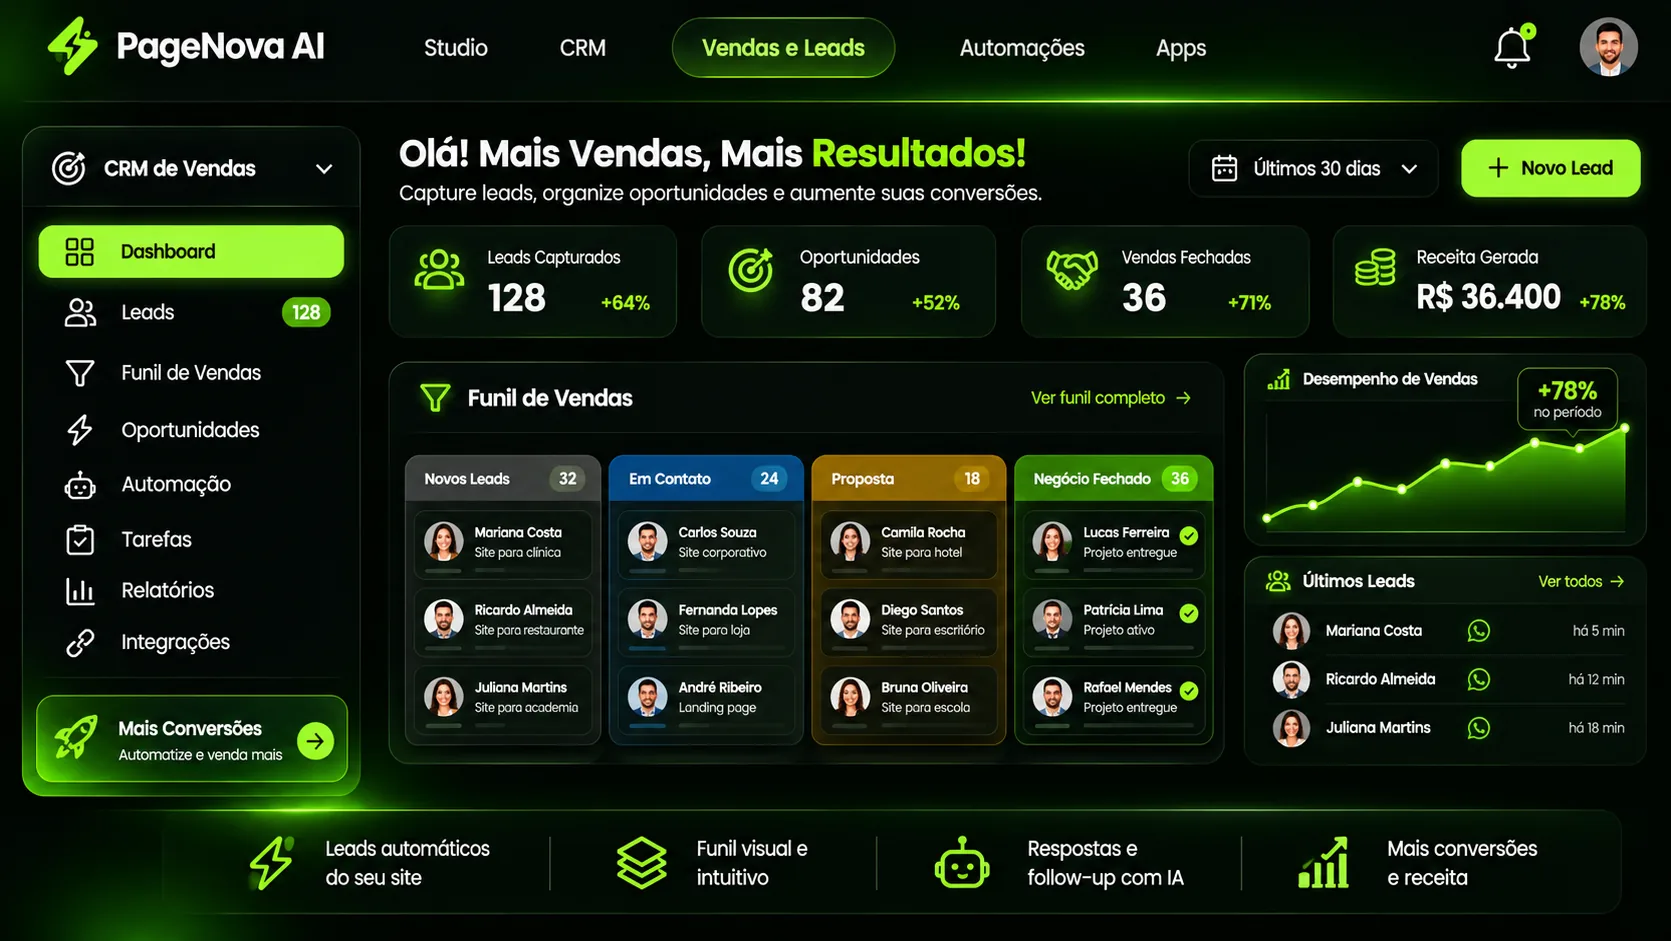 PageNova AI
Studio
CRM
Vendas e Leads
Automações
Apps
CRM de Vendas
Dashboard
Leads
128
Funil de Vendas
Oportunidades
Automação
Tarefas
Relatórios
Integrações
Mais Conversões
Automatize e venda mais
Olá! Mais Vendas, Mais Resultados!
Capture leads, organize oportunidades e aumente suas conversões.
Últimos 30 dias
+ Novo Lead
Leads Capturados
128 +64%
Oportunidades
82 +52%
Vendas Fechadas
36 +71%
Receita Gerada
R$ 36.400 +78%
Funil de Vendas
Ver funil completo →
Novos Leads 32
Mariana Costa
Site para clínica
Ricardo Almeida
Site para restaurante
Juliana Martins
Site para academia
Em Contato 24
Carlos Souza
Site corporativo
Fernanda Lopes
Site para loja
André Ribeiro
Landing page
Proposta 18
Camila Rocha
Site para hotel
Diego Santos
Site para escritório
Bruna Oliveira
Site para escola
Negócio Fechado 36
Lucas Ferreira
Projeto entregue
Patrícia Lima
Projeto ativo
Rafael Mendes
Projeto entregue
Desempenho de Vendas
+78%
no período
Últimos Leads
Ver todos →
Mariana Costa há 5 min
Ricardo Almeida há 12 min
Juliana Martins há 18 min
Leads automáticos
do seu site
Funil visual e
intuitivo
Respostas e
follow-up com IA
Mais conversões
e receita